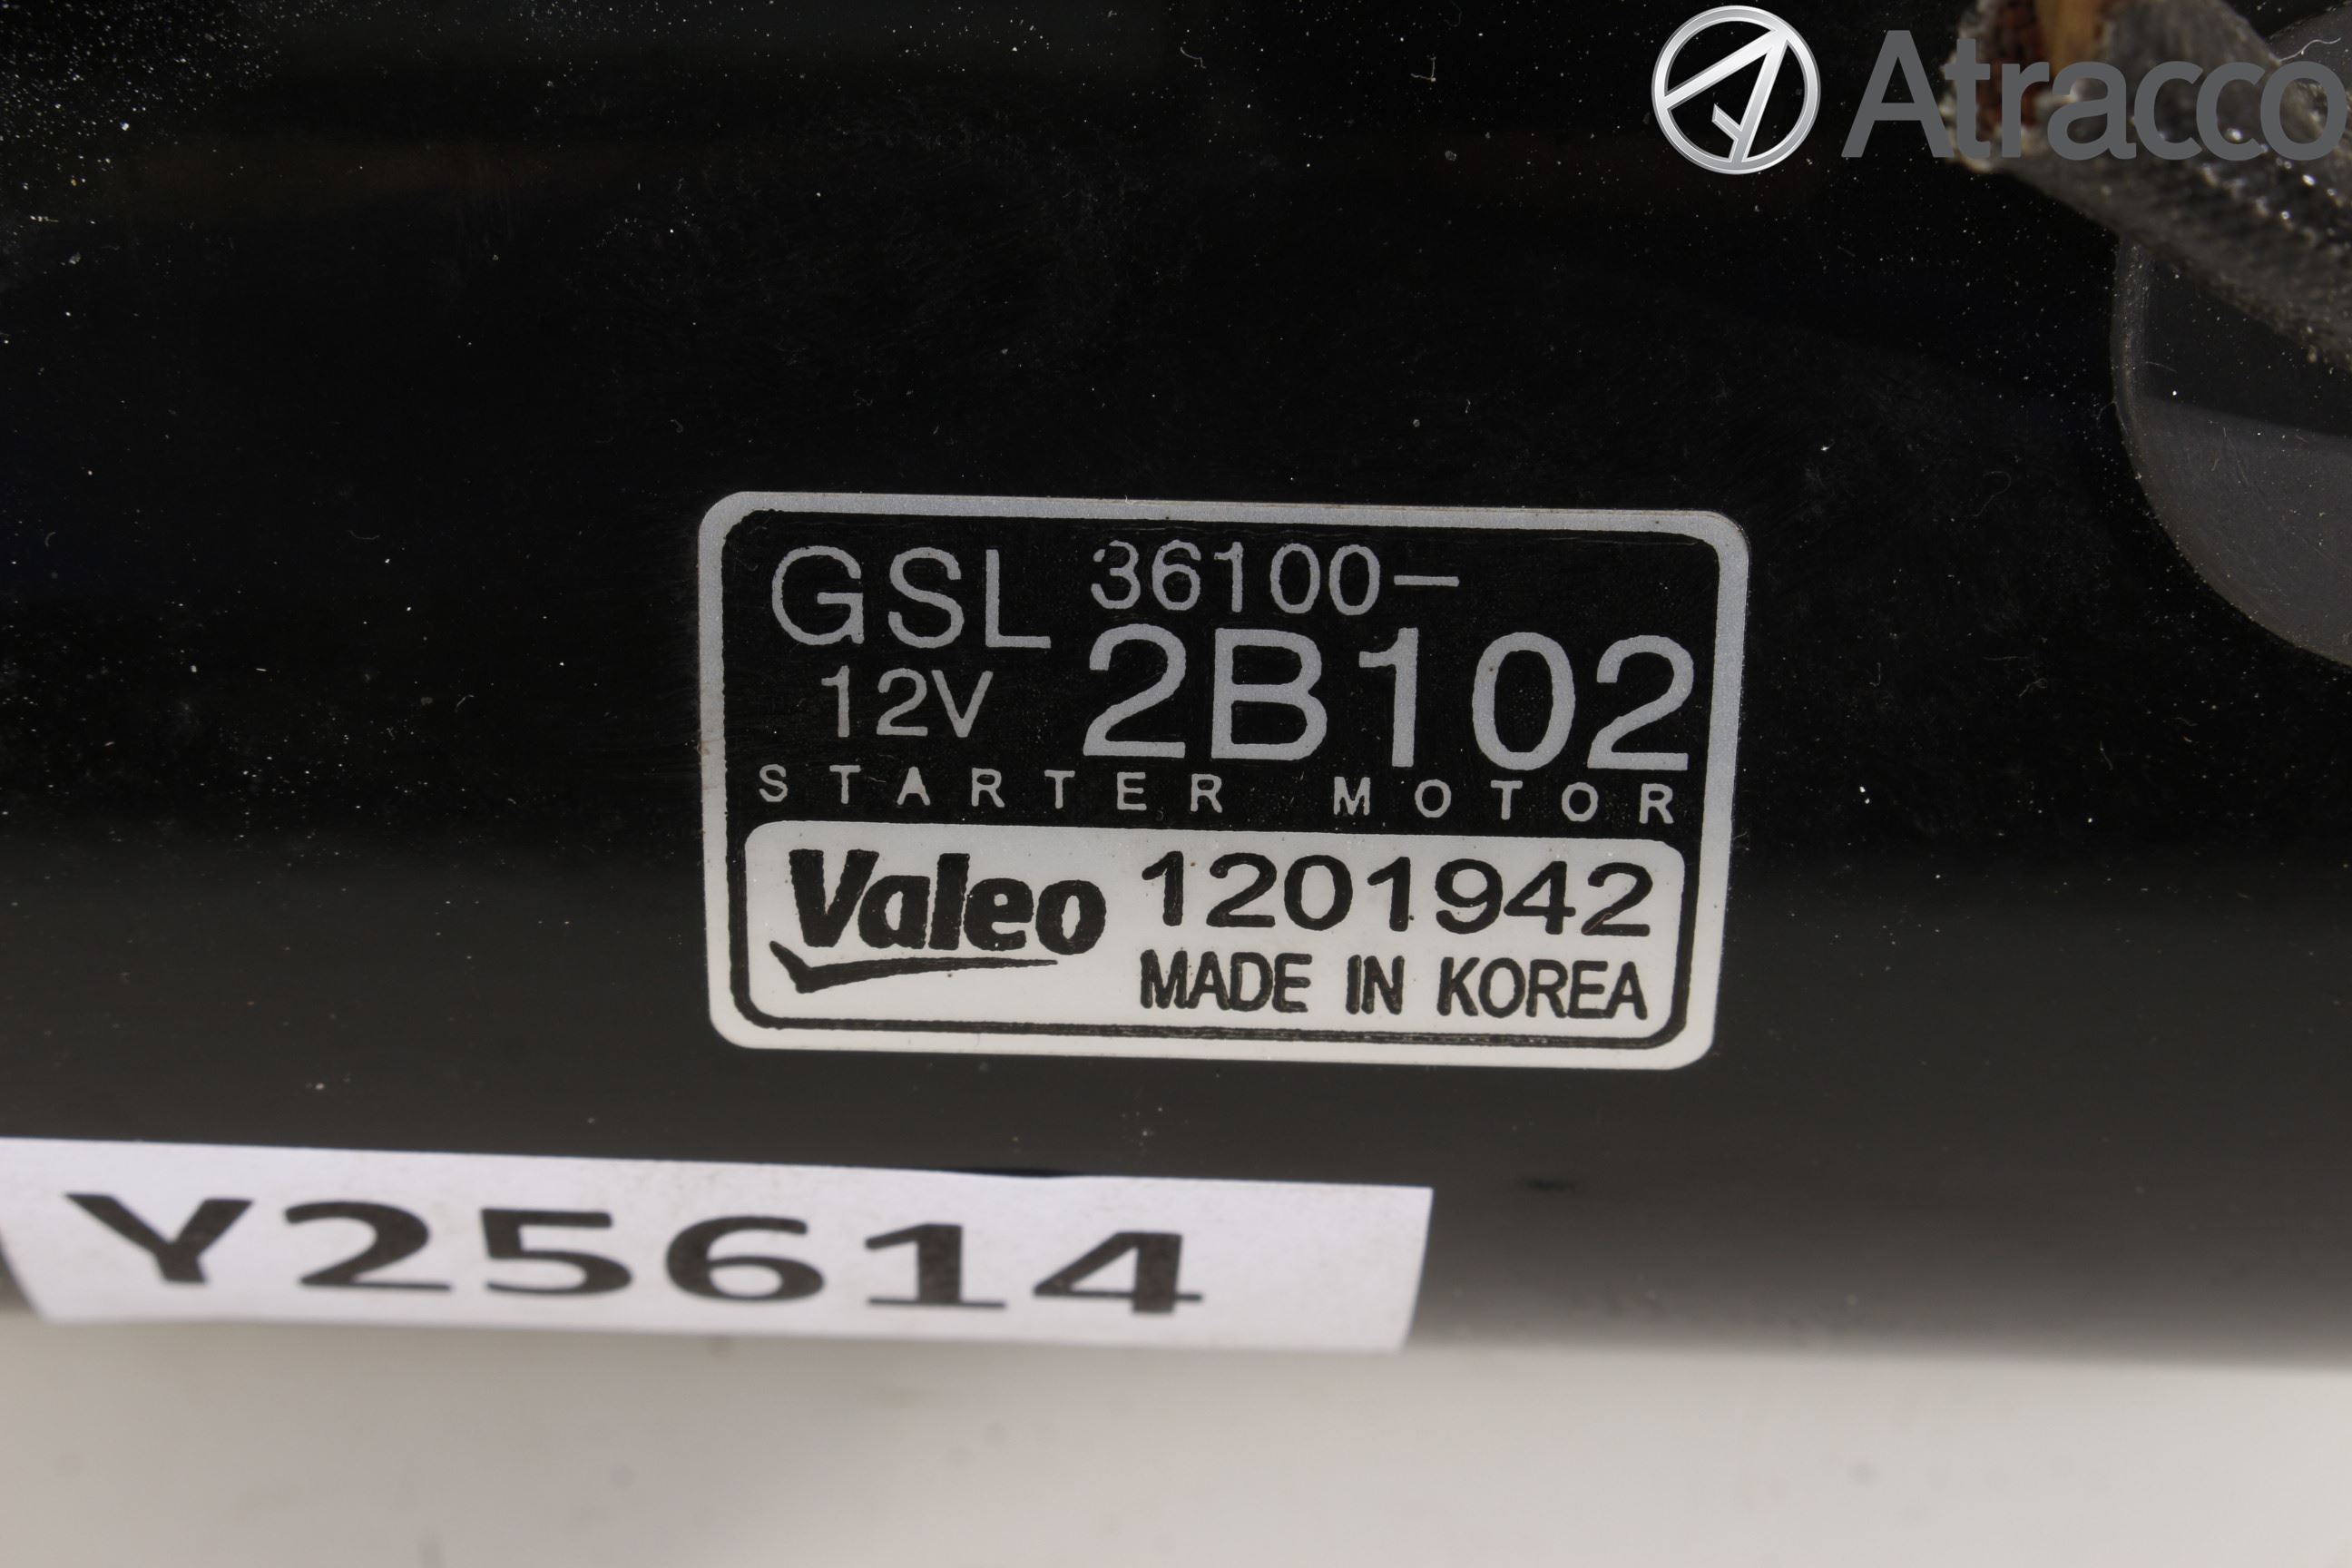 Atracco
GSL 36100-
12V 2B102
STARTER MOTOR
Valeo 1201942
MADE IN KOREA
Y25614